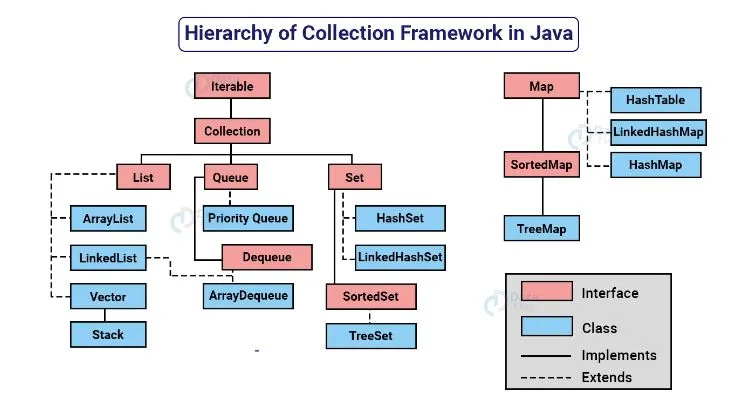 Hierarchy of Collection Framework in Java
Iterable
Collection
List
Queue
Set
ArrayList
Priority Queue
HashSet
LinkedList
Dequeue
LinkedHashSet
Vector
ArrayDequeue
SortedSet
Stack
TreeSet
Map
HashTable
LinkedHashMap
SortedMap
HashMap
TreeMap
Interface
Class
Implements
Extends